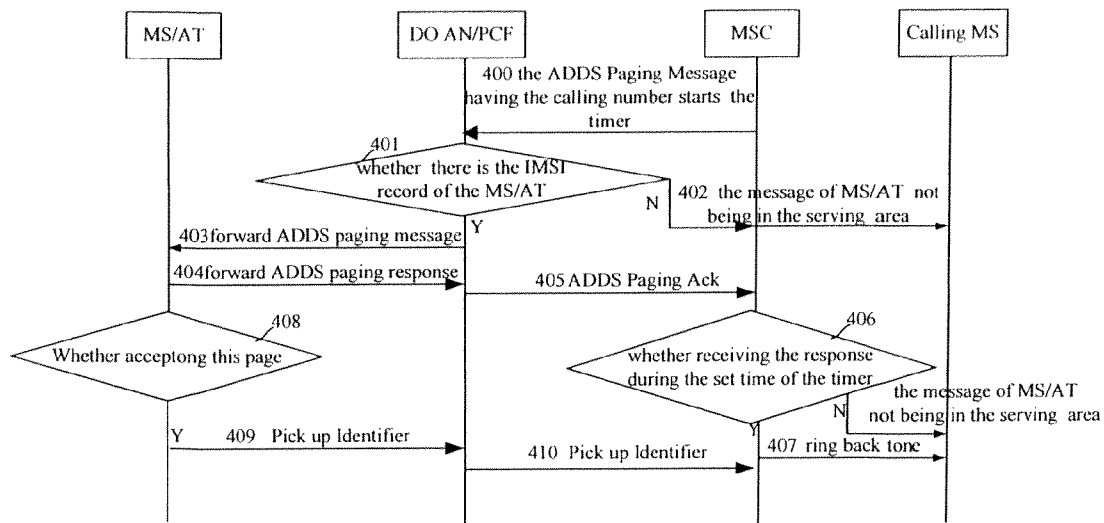 MS/AT
DO AN/PCF
MSC
Calling MS
400 the ADDS Paging Message
having the calling number starts the
timer
401
whether there is the IMSI
record of the MS/AT
N
402 the message of MS/AT not
being in the serving area
Y
403forward ADDS paging message
404forward ADDS paging response
405 ADDS Paging Ack
408
Whether acceptong this page
406
whether receiving the response
during the set time of the timer
the message of MS/AT
not being in the serving area
N
Y
Y
409 Pick up Identifier
410 Pick up Identifier
407 ring back tone